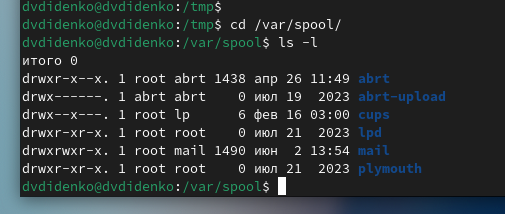 dvdidenko@dvdidenko:/tmp$
dvdidenko@dvdidenko:/tmp$ cd /var/spool/
dvdidenko@dvdidenko:/var/spool$ ls -l
итого 0
drwxr-x--x. 1 root abrt 1438 апр 26 11:49 abrt
drwx------. 1 abrt abrt    0 июл 19  2023 abrt-upload
drwx--x---. 1 root lp      6 фев 16 03:00 cups
drwxr-xr-x. 1 root root    0 июл 21  2023 lpd
drwxrwxr-x. 1 root mail 1490 июн  2 13:54 mail
drwxr-xr-x. 1 root root    0 июл 21  2023 plymouth
dvdidenko@dvdidenko:/var/spool$